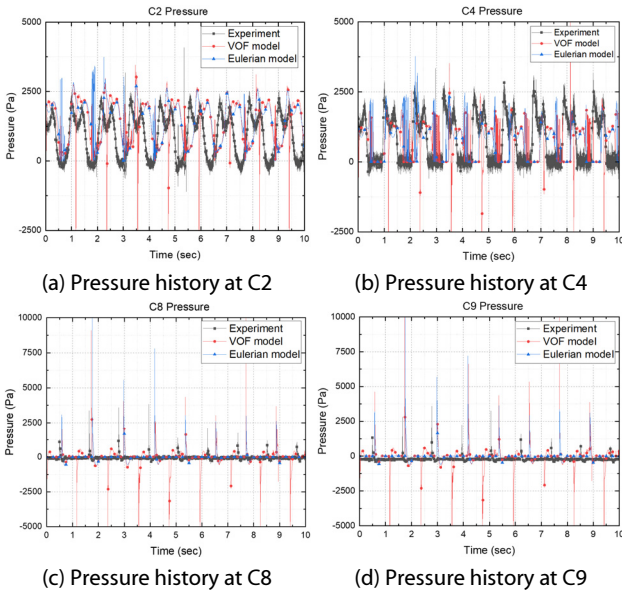 C2 Pressure
Experiment
VOF model
Eulerian model
5000
2500
0
-2500
Pressure (Pa)
0 1 2 3 4 5 6 7 8 9 10
Time (sec)
(a) Pressure history at C2
C4 Pressure
Experiment
VOF model
Eulerian model
5000
2500
0
-2500
Pressure (Pa)
0 1 2 3 4 5 6 7 8 9 10
Time (sec)
(b) Pressure history at C4
C8 Pressure
Experiment
VOF model
Eulerian model
10000
7500
5000
2500
0
-2500
-5000
Pressure (Pa)
0 1 2 3 4 5 6 7 8 9 10
Time (sec)
(c) Pressure history at C8
C9 Pressure
Experiment
VOF model
Eulerian model
10000
7500
5000
2500
0
-2500
-5000
Pressure (Pa)
0 1 2 3 4 5 6 7 8 9 10
Time (sec)
(d) Pressure history at C9